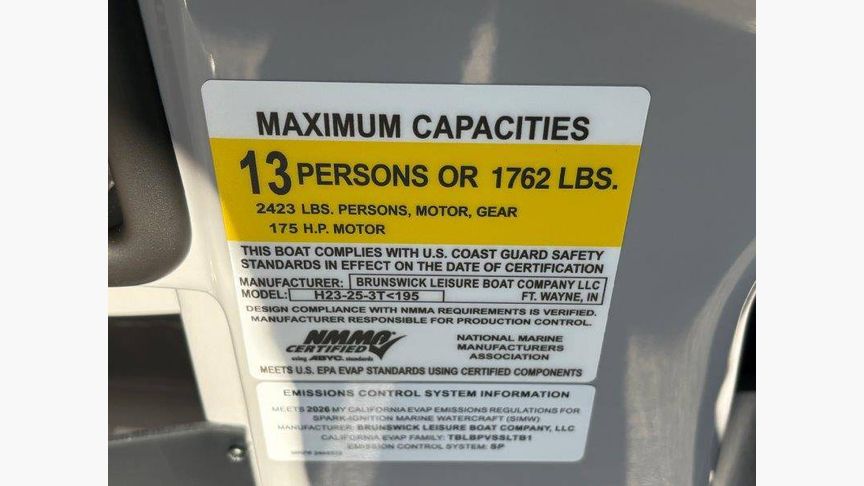 MAXIMUM CAPACITIES
13 PERSONS OR 1762 LBS.
2423 LBS. PERSONS, MOTOR, GEAR
175 H.P. MOTOR
THIS BOAT COMPLIES WITH U.S. COAST GUARD SAFETY
STANDARDS IN EFFECT ON THE DATE OF CERTIFICATION
MANUFACTURER: BRUNSWICK LEISURE BOAT COMPANY LLC
MODEL: H23-25-3T<195 FT. WAYNE, IN
DESIGN COMPLIANCE WITH NMMA REQUIREMENTS IS VERIFIED.
MANUFACTURER RESPONSIBLE FOR PRODUCTION CONTROL.
NMMA
CERTIFIED
using ABYC standards
NATIONAL MARINE
MANUFACTURERS
ASSOCIATION
MEETS U.S. EPA EVAP STANDARDS USING CERTIFIED COMPONENTS
EMISSIONS CONTROL SYSTEM INFORMATION
MEETS 2026 MY CALIFORNIA EVAP EMISSIONS REGULATIONS FOR
SPARK-IGNITION MARINE WATERCRAFT (SIMW)
MANUFACTURER: BRUNSWICK LEISURE BOAT COMPANY, LLC
CALIFORNIA EVAP FAMILY: TBLBPVSSLTB1
EMISSION CONTROL SYSTEM: SP